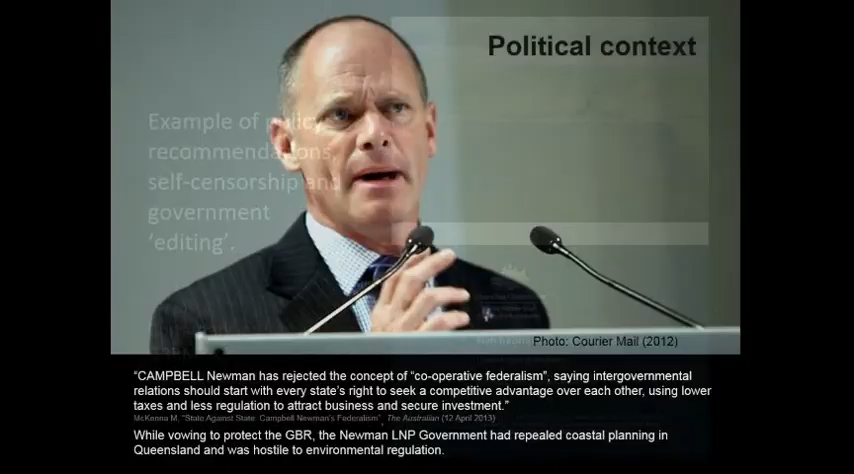 Political context
Example of policy
recommendations,
self-censorship and
government
‘editing’.
Photo: Courier Mail (2012)
“CAMPBELL Newman has rejected the concept of “co-operative federalism”, saying intergovernmental
relations should start with every state’s right to seek a competitive advantage over each other, using lower
taxes and less regulation to attract business and secure investment.”
McKenna M, “State Against State: Campbell Newman’s Federalism”, The Australian (12 April 2013)
While vowing to protect the GBR, the Newman LNP Government had repealed coastal planning in
Queensland and was hostile to environmental regulation.